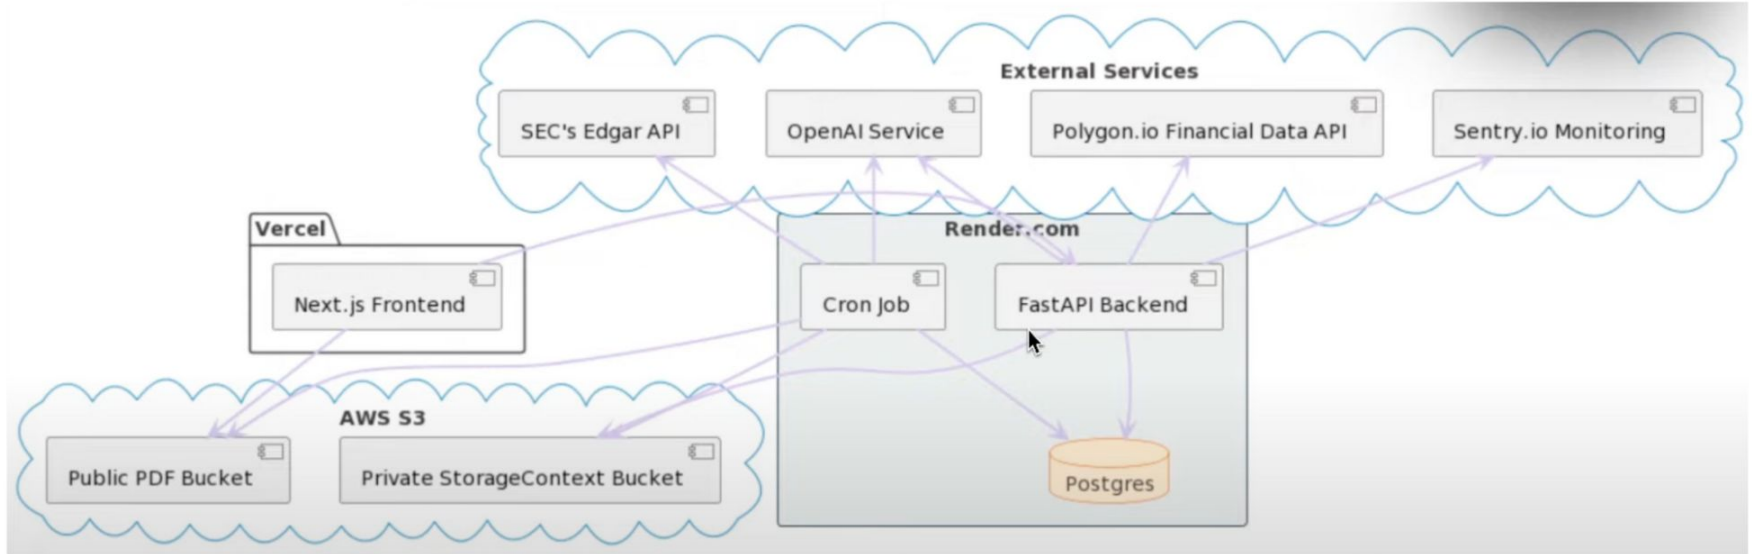 External Services
SEC's Edgar API
OpenAI Service
Polygon.io Financial Data API
Sentry.io Monitoring
Vercel
Render.com
Next.js Frontend
Cron Job
FastAPI Backend
AWS S3
Public PDF Bucket
Private StorageContext Bucket
Postgres